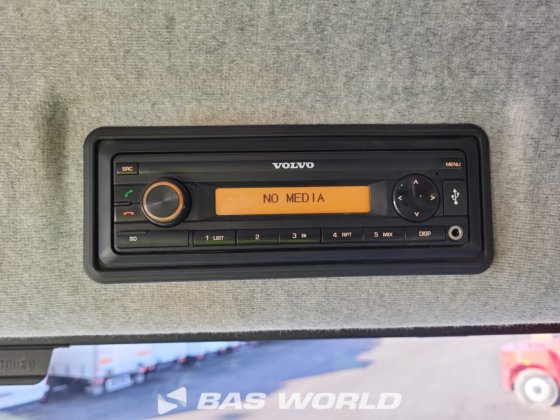 VOLVO
SRC
MENU
NO MEDIA
SD
1 LIST
2
3
4 RPT
5 MIX
DISP
BAS WORLD